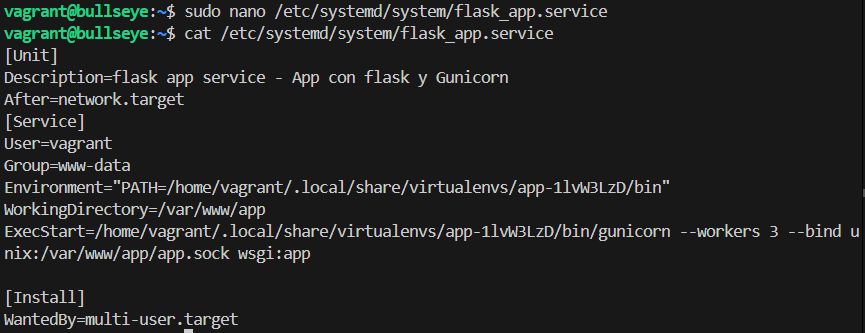 vagrant@bullseye:~$ sudo nano /etc/systemd/system/flask_app.service
vagrant@bullseye:~$ cat /etc/systemd/system/flask_app.service
[Unit]
Description=flask app service - App con flask y Gunicorn
After=network.target
[Service]
User=vagrant
Group=www-data
Environment="PATH=/home/vagrant/.local/share/virtualenvs/app-1lvW3LzD/bin"
WorkingDirectory=/var/www/app
ExecStart=/home/vagrant/.local/share/virtualenvs/app-1lvW3LzD/bin/gunicorn --workers 3 --bind u
nix:/var/www/app/app.sock wsgi:app
[Install]
WantedBy=multi-user.target